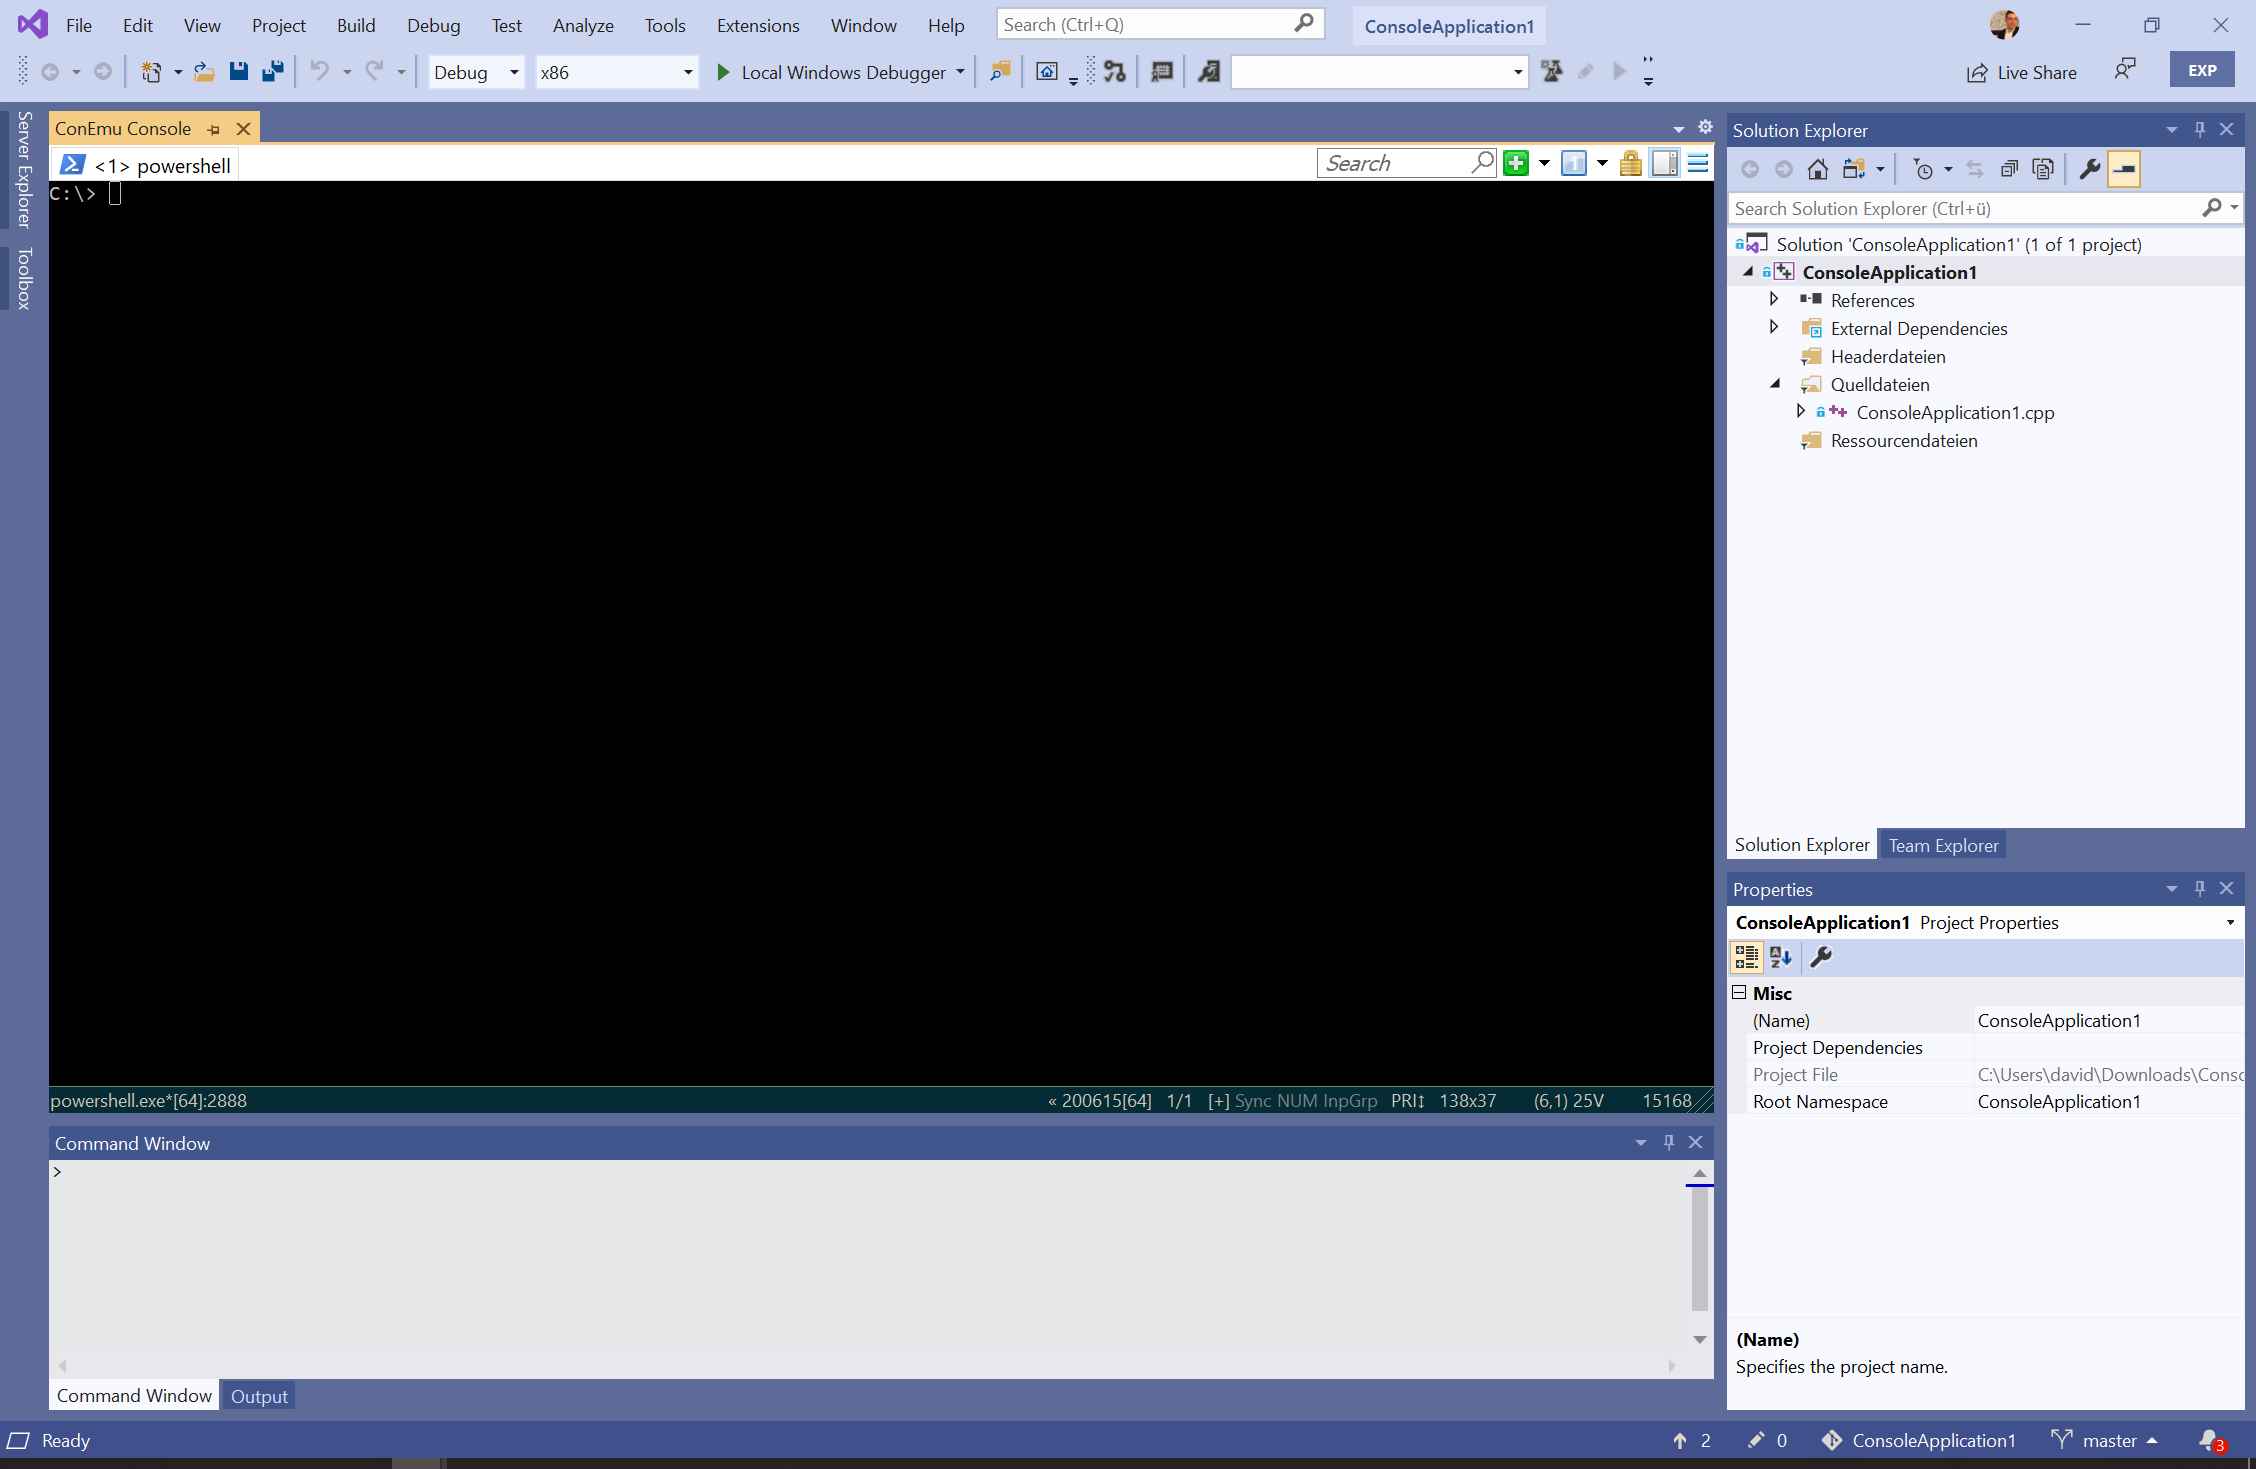 File Edit View Project Build Debug Test Analyze Tools Extensions Window Help Search (Ctrl+Q) ConsoleApplication1
Debug x86 Local Windows Debugger Live Share EXP
Server Explorer
Toolbox
ConEmu Console
<1> powershell Search 1
C:\>
powershell.exe*[64]:2888 « 200615[64] 1/1 [+] Sync NUM InpGrp PRI↕ 138x37 (6,1) 25V 15168
Command Window
>
Command Window Output
Solution Explorer
Search Solution Explorer (Ctrl+ü)
Solution 'ConsoleApplication1' (1 of 1 project)
ConsoleApplication1
References
External Dependencies
Headerdateien
Quelldateien
ConsoleApplication1.cpp
Ressourcendateien
Solution Explorer Team Explorer
Properties
ConsoleApplication1 Project Properties
Misc
(Name) ConsoleApplication1
Project Dependencies
Project File C:\Users\david\Downloads\Consc
Root Namespace ConsoleApplication1
(Name)
Specifies the project name.
Ready 2 0 ConsoleApplication1 master 3